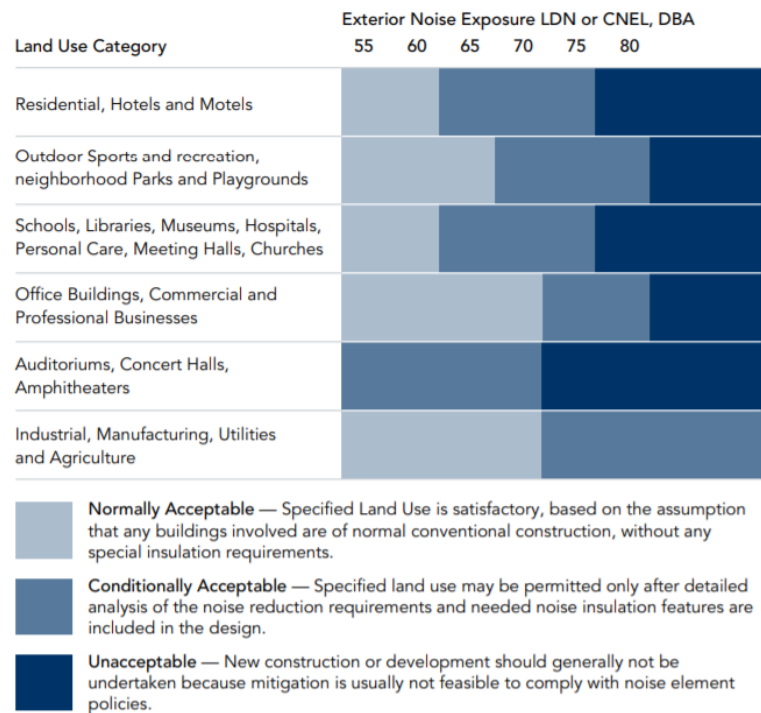 Exterior Noise Exposure LDN or CNEL, DBA
Land Use Category 55 60 65 70 75 80
Residential, Hotels and Motels
Outdoor Sports and recreation,
neighborhood Parks and Playgrounds
Schools, Libraries, Museums, Hospitals,
Personal Care, Meeting Halls, Churches
Office Buildings, Commercial and
Professional Businesses
Auditoriums, Concert Halls,
Amphitheaters
Industrial, Manufacturing, Utilities
and Agriculture
Normally Acceptable — Specified Land Use is satisfactory, based on the assumption
that any buildings involved are of normal conventional construction, without any
special insulation requirements.
Conditionally Acceptable — Specified land use may be permitted only after detailed
analysis of the noise reduction requirements and needed noise insulation features are
included in the design.
Unacceptable — New construction or development should generally not be
undertaken because mitigation is usually not feasible to comply with noise element
policies.